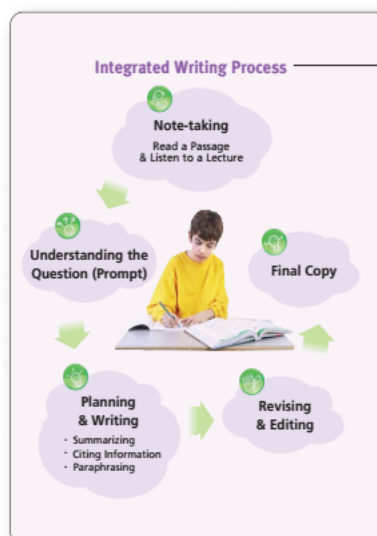 Integrated Writing Process
Note-taking
Read a Passage
& Listen to a Lecture
Understanding the
Question (Prompt)
Planning
& Writing
· Summarizing
· Citing Information
· Paraphrasing
Revising
& Editing
Final Copy